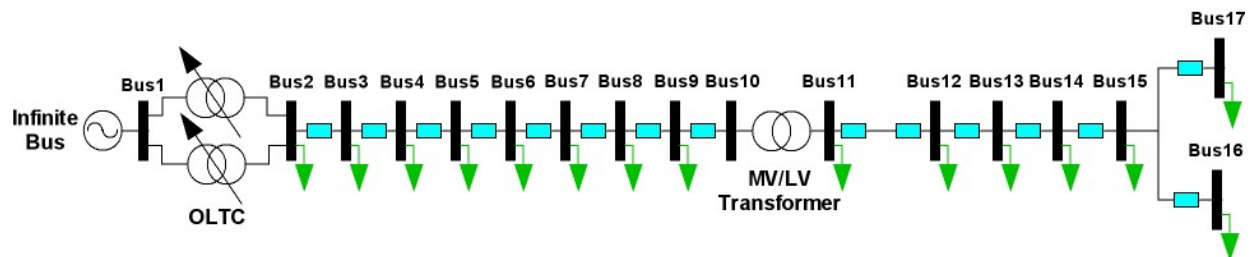 Bus17
Bus1
Bus2
Bus3
Bus4
Bus5
Bus6
Bus7
Bus8
Bus9
Bus10
Bus11
Bus12
Bus13
Bus14
Bus15
Infinite
Bus
Bus16
OLTC
MV/LV
Transformer